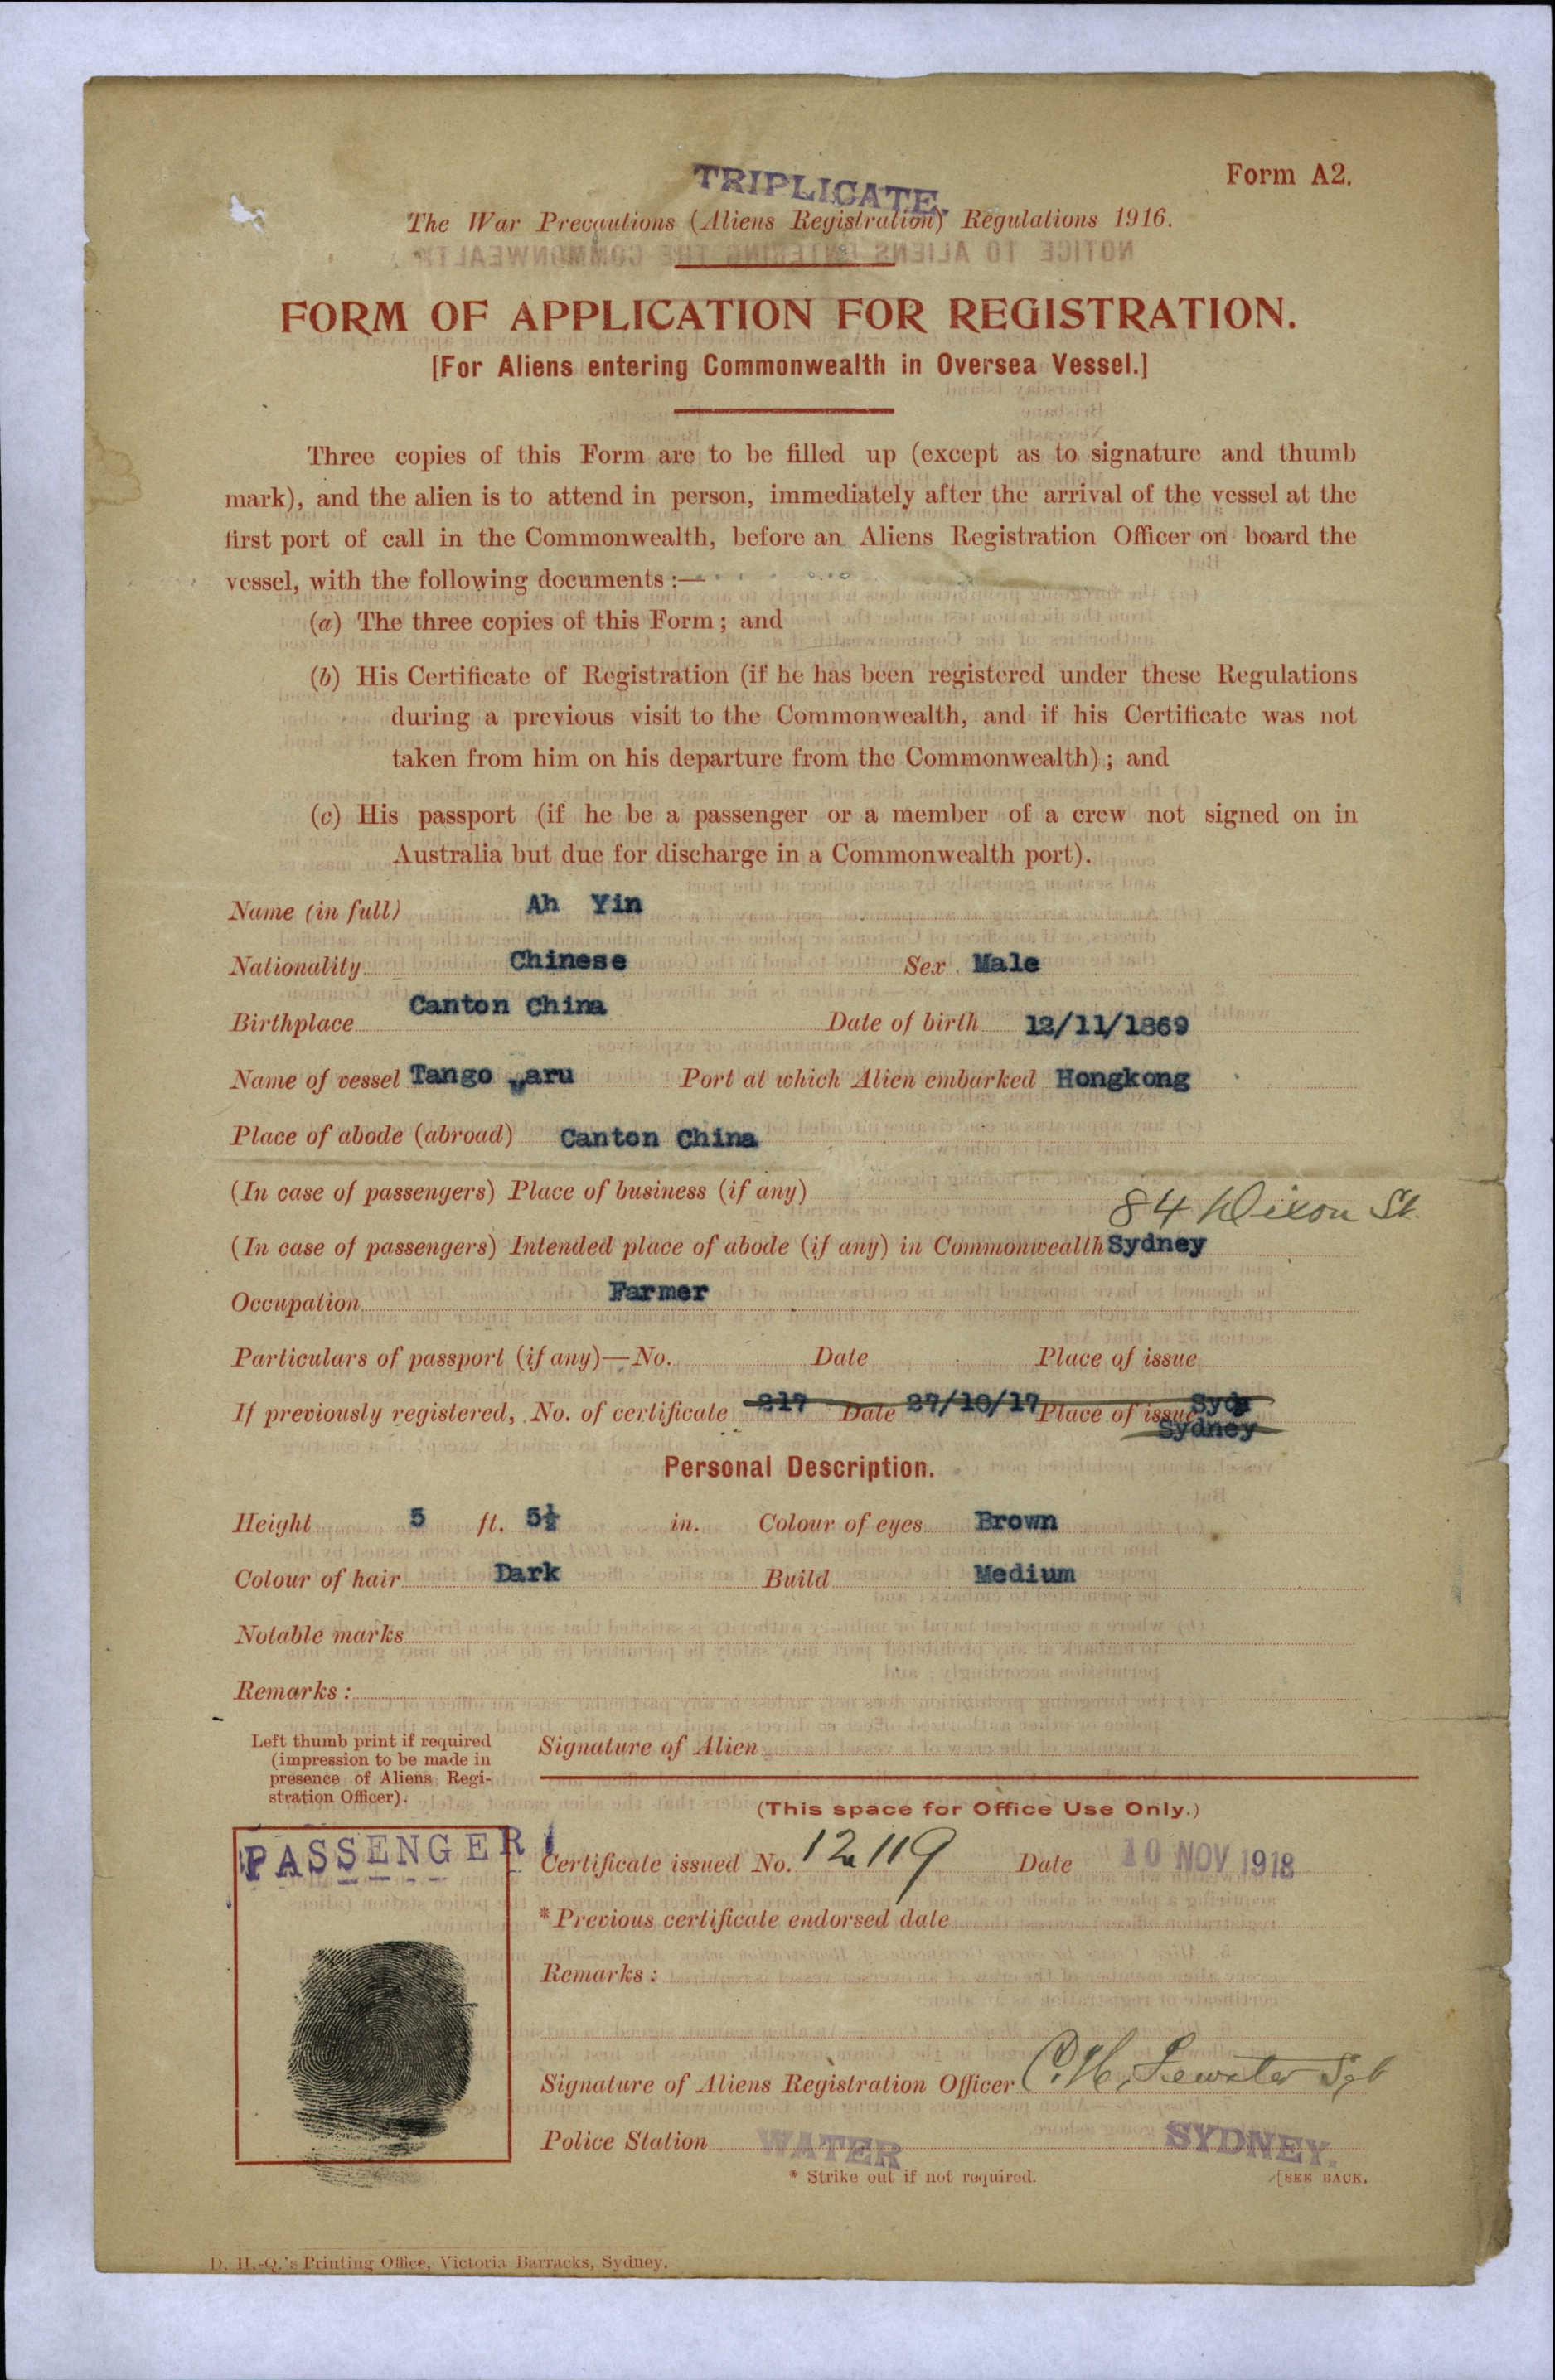 TRIPLICATE.
Form A2.
The War Precautions (Aliens Registration) Regulations 1916.
FORM OF APPLICATION FOR REGISTRATION.
[For Aliens entering Commonwealth in Oversea Vessel.]
Three copies of this Form are to be filled up (except as to signature and thumb
mark), and the alien is to attend in person, immediately after the arrival of the vessel at the
first port of call in the Commonwealth, before an Aliens Registration Officer on board the
vessel, with the following documents :—
(a) The three copies of this Form ; and
(b) His Certificate of Registration (if he has been registered under these Regulations
during a previous visit to the Commonwealth, and if his Certificate was not
taken from him on his departure from the Commonwealth) ; and
(c) His passport (if he be a passenger or a member of a crew not signed on in
Australia but due for discharge in a Commonwealth port).
Name (in full) Ah Yin
Nationality Chinese Sex Male
Birthplace Canton China Date of birth 12/11/1869
Name of vessel Tango Maru Port at which Alien embarked Hongkong
Place of abode (abroad) Canton China
(In case of passengers) Place of business (if any)
84 Dixon St
(In case of passengers) Intended place of abode (if any) in Commonwealth Sydney
Occupation Farmer
Particulars of passport (if any)—No. Date Place of issue
If previously registered, No. of certificate 217 Date 27/10/17 Place of issue Syd
Sydney
Personal Description.
Height 5 ft. 5½ in. Colour of eyes Brown
Colour of hair Dark Build Medium
Notable marks
Remarks :
Left thumb print if required
(impression to be made in
presence of Aliens Regi-
stration Officer).
Signature of Alien
(This space for Office Use Only.)
PASSENGER
Certificate issued No. 12119 Date 10 NOV 1918
*Previous certificate endorsed date
Remarks :
Signature of Aliens Registration Officer C. H. Sgt
Police Station WATER SYDNEY.
* Strike out if not required.
[SEE BACK.
D. H.-Q.'s Printing Office, Victoria Barracks, Sydney.